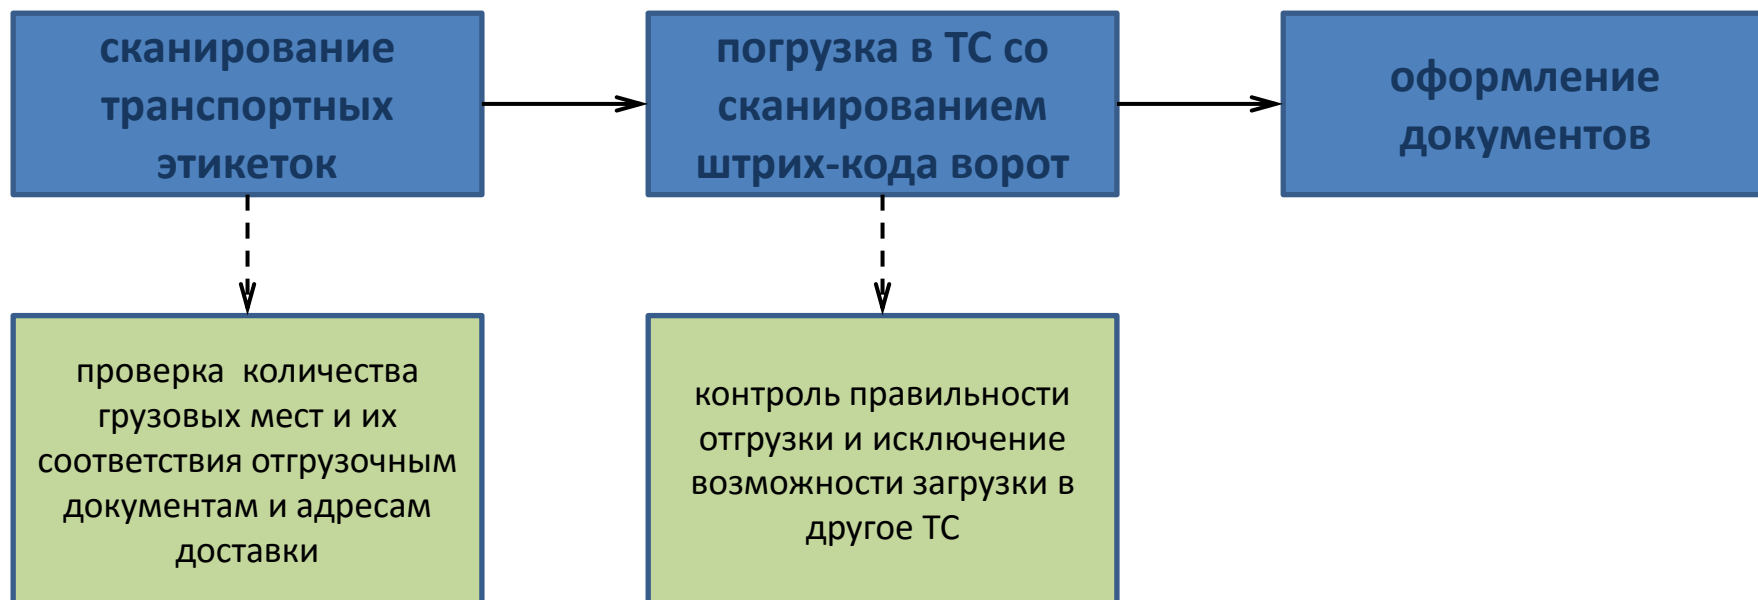 сканирование
транспортных
этикеток
погрузка в ТС со
сканированием
штрих-кода ворот
оформление
документов
проверка количества
грузовых мест и их
соответствия отгрузочным
документам и адресам
доставки
контроль правильности
отгрузки и исключение
возможности загрузки в
другое ТС